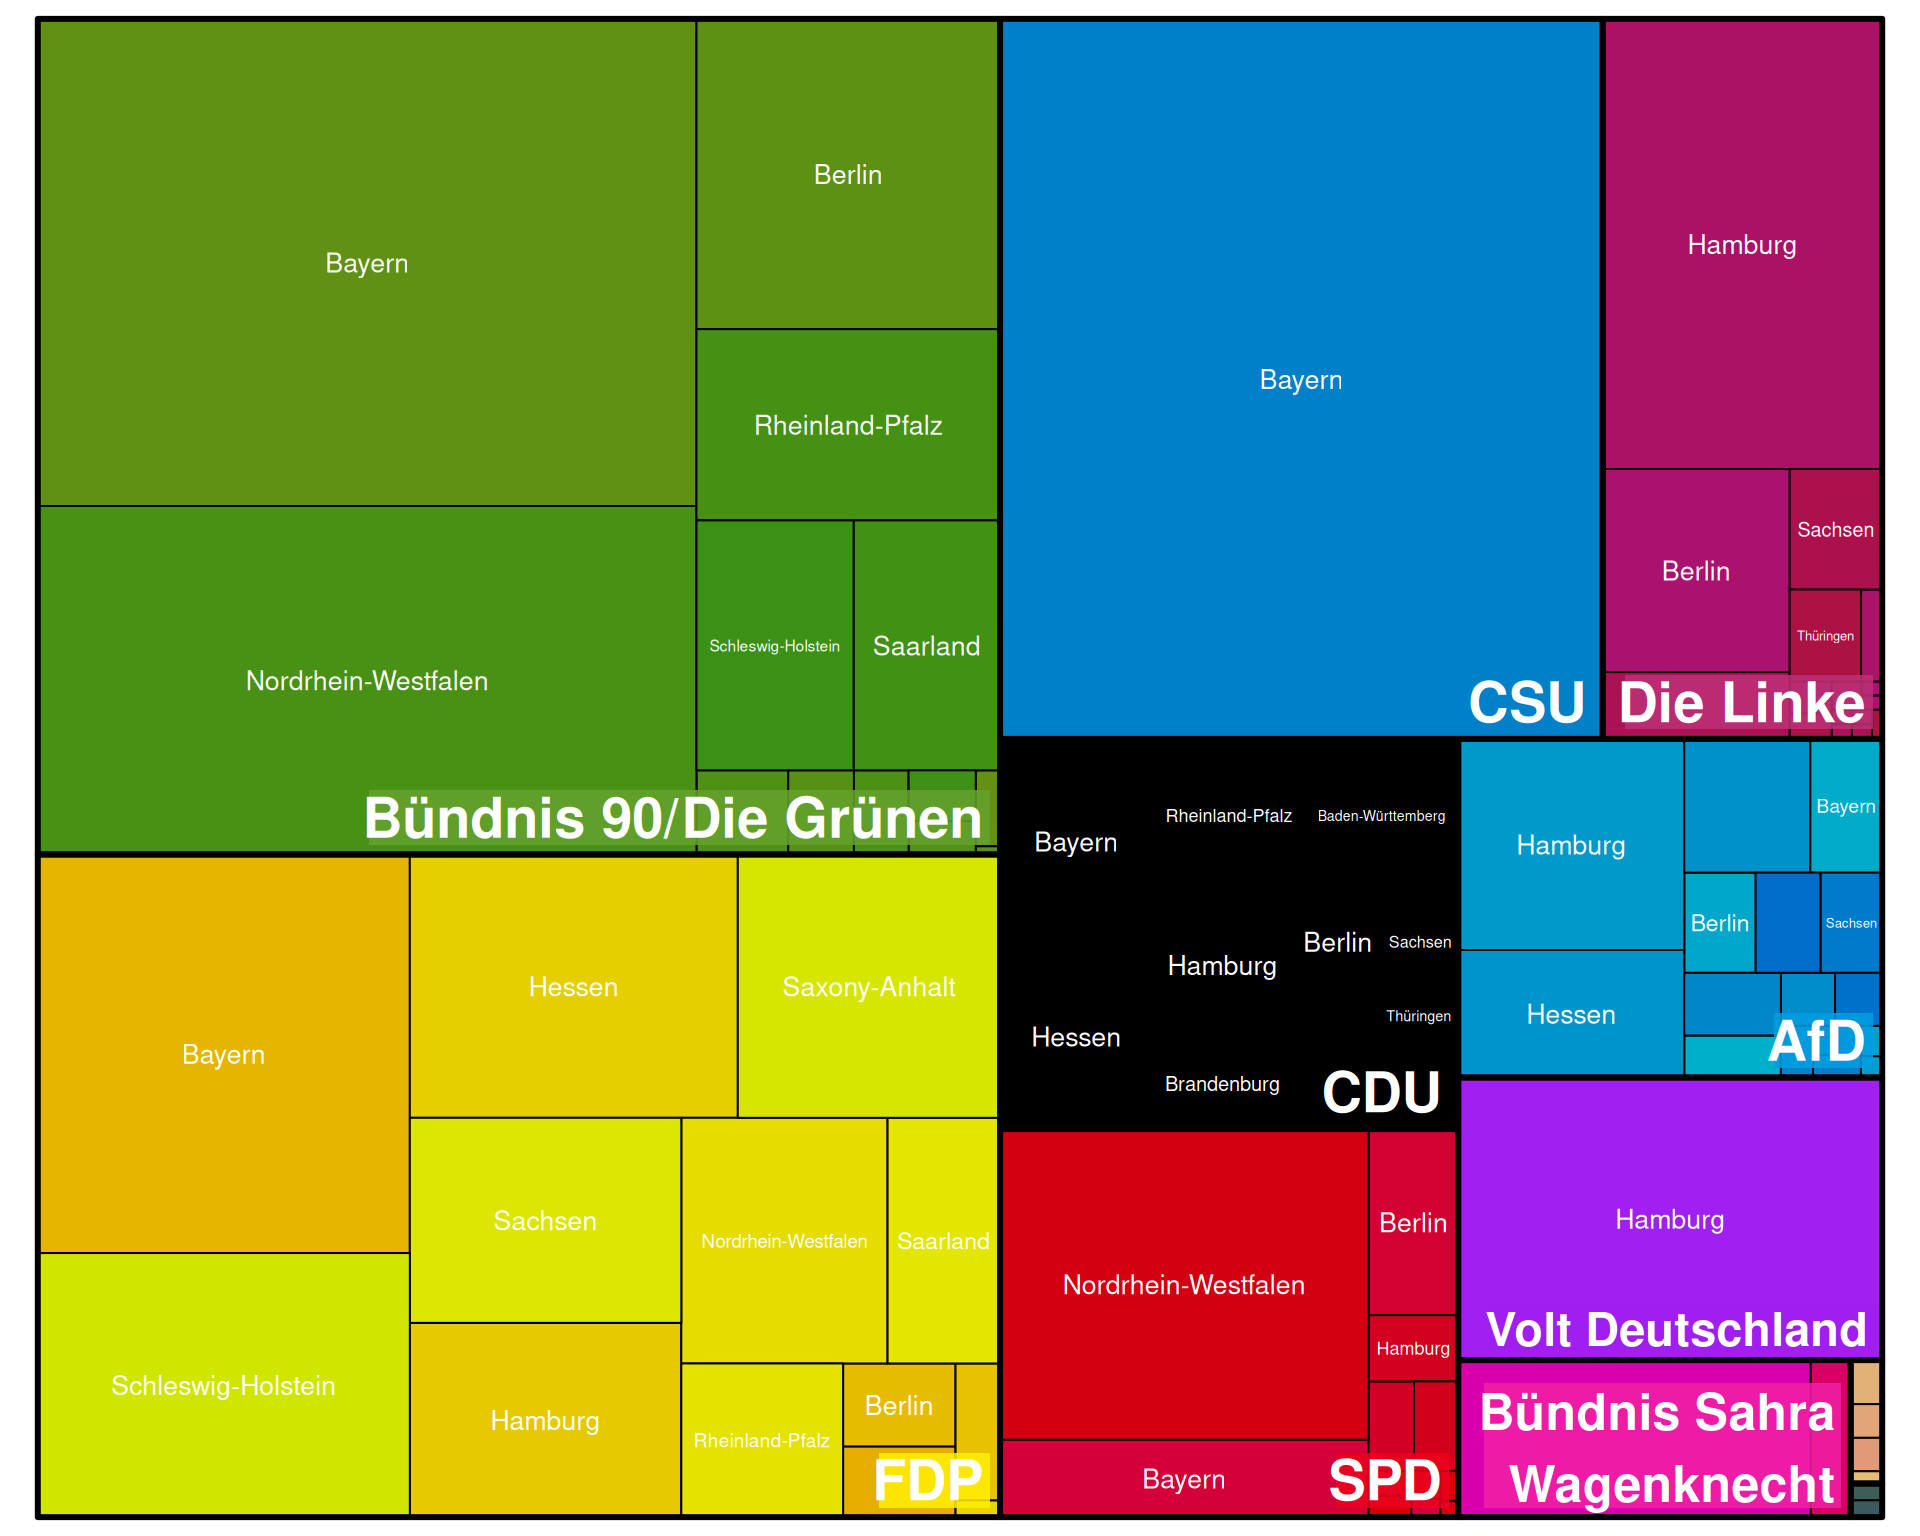 Bayern
Berlin
Rheinland-Pfalz
Nordrhein-Westfalen
Schleswig-Holstein
Saarland
Bündnis 90/Die Grünen
Bayern
Hessen
Saxony-Anhalt
Sachsen
Nordrhein-Westfalen
Saarland
Schleswig-Holstein
Hamburg
Rheinland-Pfalz
Berlin
FDP
Bayern
CSU
Hamburg
Berlin
Sachsen
Thüringen
Die Linke
Bayern
Rheinland-Pfalz
Baden-Württemberg
Hamburg
Berlin
Sachsen
Hessen
Thüringen
Brandenburg
CDU
Hamburg
Bayern
Berlin
Sachsen
Hessen
AfD
Nordrhein-Westfalen
Berlin
Hamburg
Bayern
SPD
Hamburg
Volt Deutschland
Bündnis Sahra
Wagenknecht